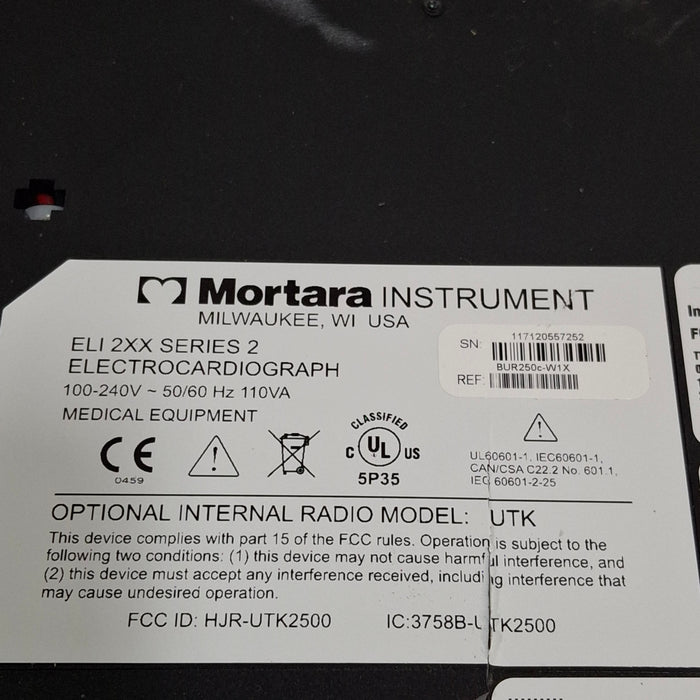 Mortara INSTRUMENT
MILWAUKEE, WI USA
ELI 2XX SERIES 2
ELECTROCARDIOGRAPH
100-240V ~ 50/60 Hz 110VA
MEDICAL EQUIPMENT
SN: 117120557252
BUR250c-W1X
REF:
CE
0459
CLASSIFIED
C UL US
5P35
UL60601-1, IEC60601-1,
CAN/CSA C22.2 No. 601.1,
IEC 60601-2-25
OPTIONAL INTERNAL RADIO MODEL: UTK
This device complies with part 15 of the FCC rules. Operation is subject to the
following two conditions: (1) this device may not cause harmful interference, and
(2) this device must accept any interference received, including interference that
may cause undesired operation.
FCC ID: HJR-UTK2500 IC:3758B-UTK2500